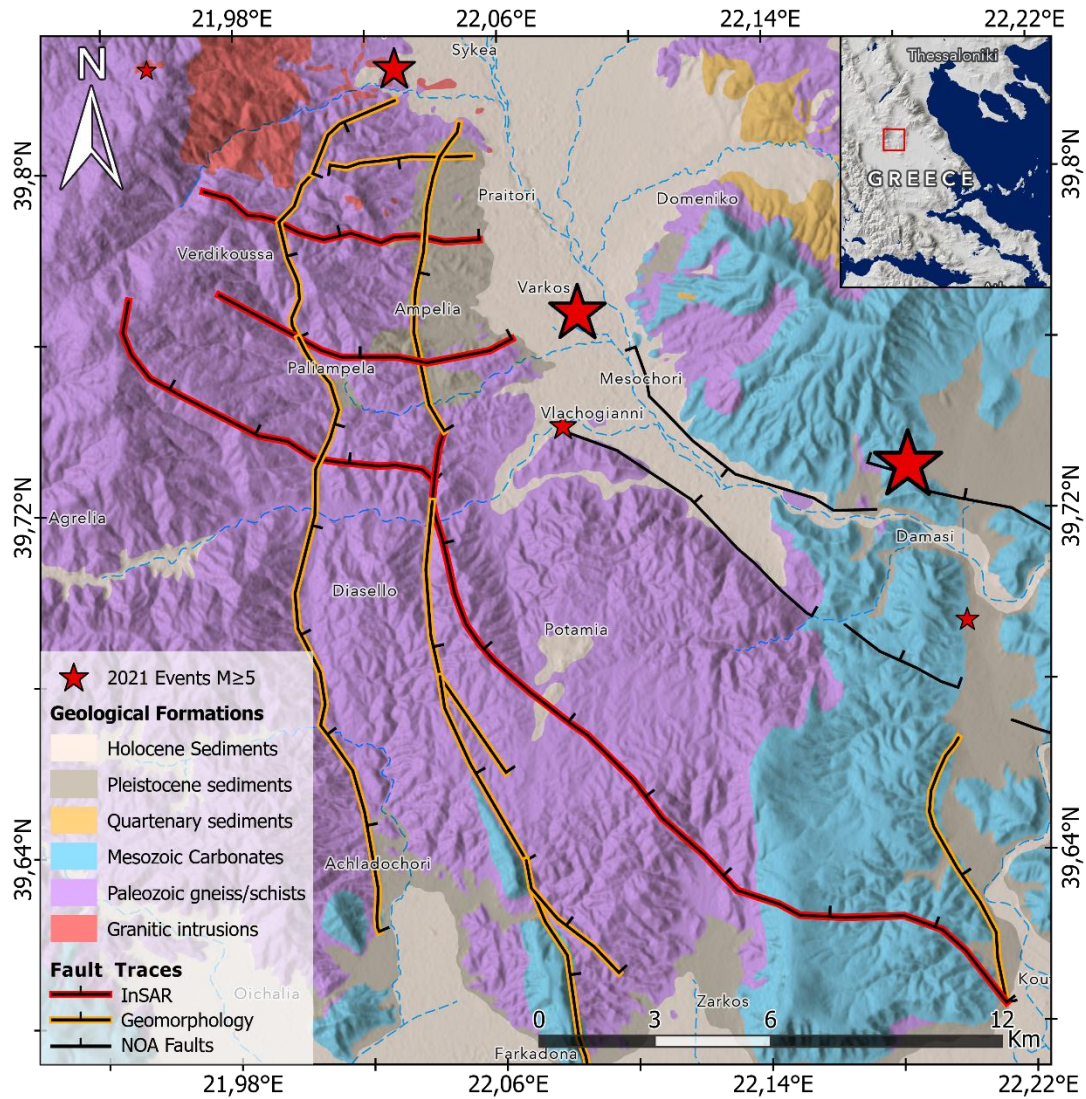 21,98°E
22,06°E
22,14°E
22,22°E
N
Sykea
Thessaloniki
GREECE
39,8°N
39,8°N
Praitori
Domeniko
Verdikoussa
Varkos
Ampelia
Paliampela
Mesochori
Vlachogianni
39,72°N
39,72°N
Agrelia
Damasi
Diasello
Potamia
2021 Events M≥5
Geological Formations
Holocene Sediments
Pleistocene sediments
Quartenary sediments
Mesozoic Carbonates
Paleozoic gneiss/schists
Granitic intrusions
Fault Traces
InSAR
Geomorphology
NOA Faults
39,64°N
39,64°N
Achladochori
Oichalia
Kou
Zarkos
0
3
6
12
Km
Farkadona
21,98°E
22,06°E
22,14°E
22,22°E